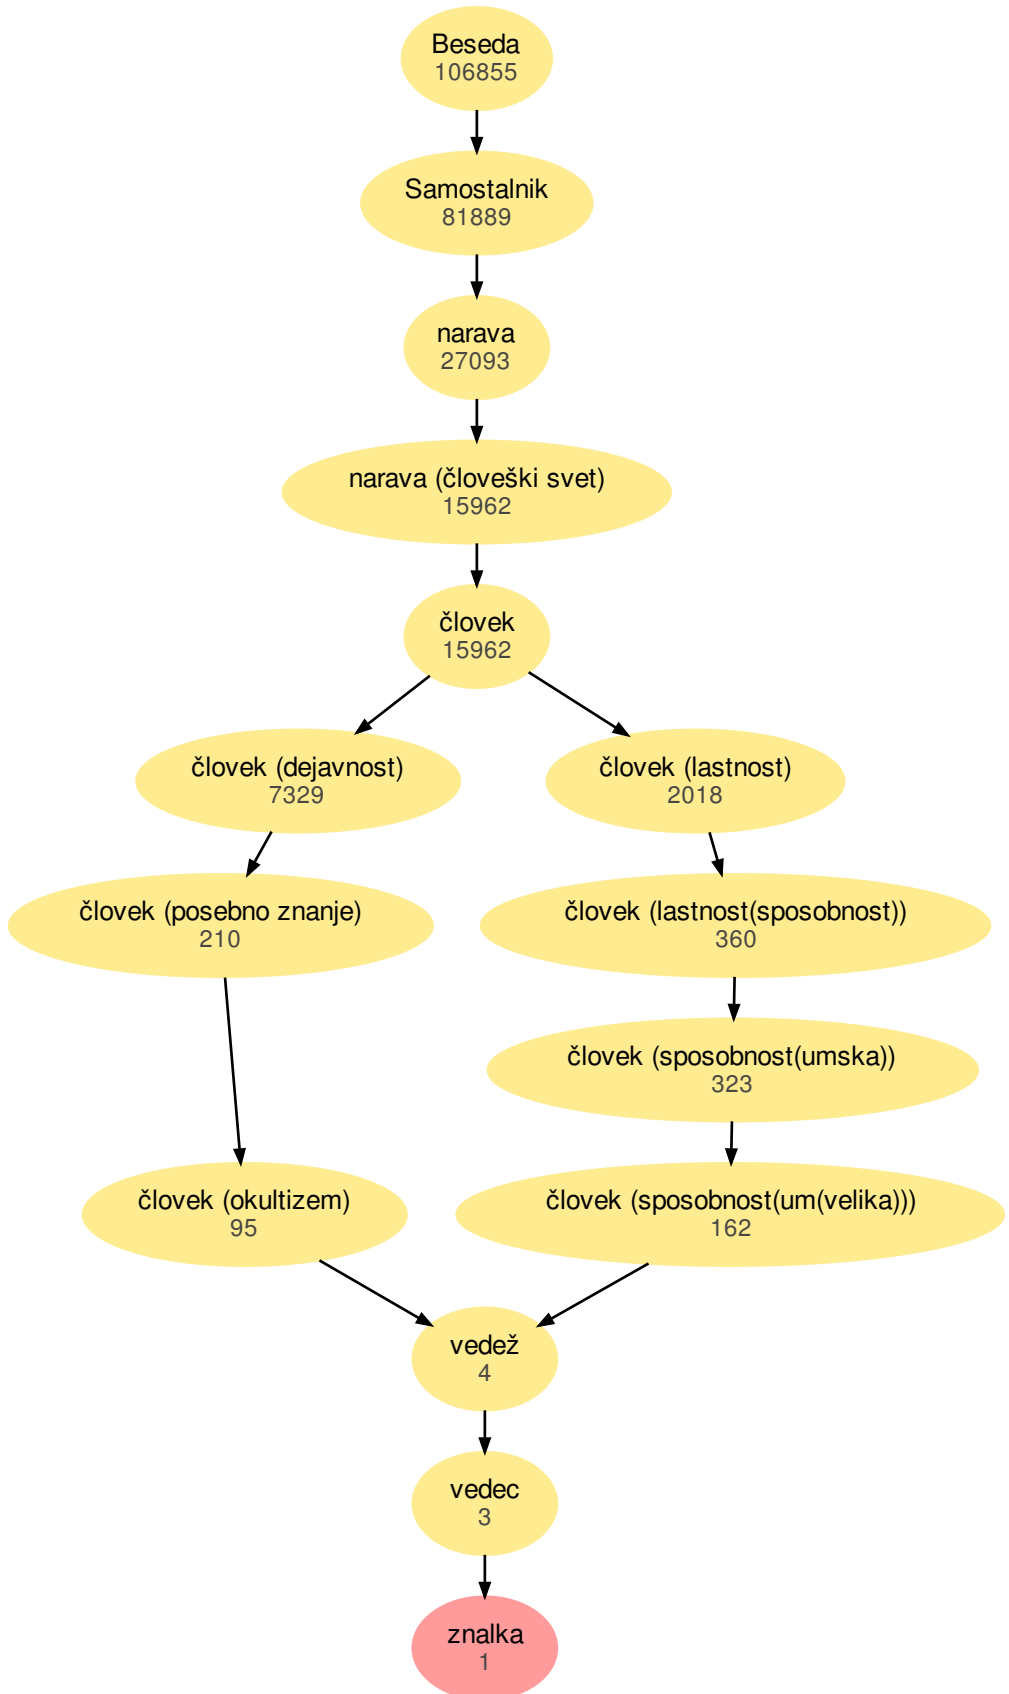 Beseda
106855
Samostalnik
81889
narava
27093
narava (človeški svet)
15962
človek
15962
človek (dejavnost)
7329
človek (lastnost)
2018
človek (posebno znanje)
210
človek (lastnost(sposobnost))
360
človek (sposobnost(umska))
323
človek (okultizem)
95
človek (sposobnost(um(velika)))
162
vedež
4
vedec
3
znalka
1